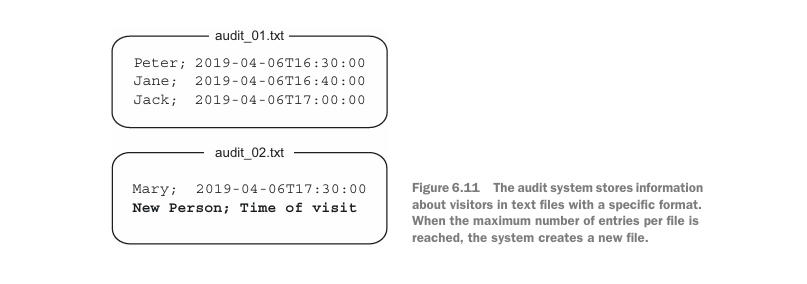 audit_01.txt
Peter; 2019-04-06T16:30:00
Jane;  2019-04-06T16:40:00
Jack;  2019-04-06T17:00:00
audit_02.txt
Mary;  2019-04-06T17:30:00
New Person; Time of visit
Figure 6.11   The audit system stores information
about visitors in text files with a specific format.
When the maximum number of entries per file is
reached, the system creates a new file.